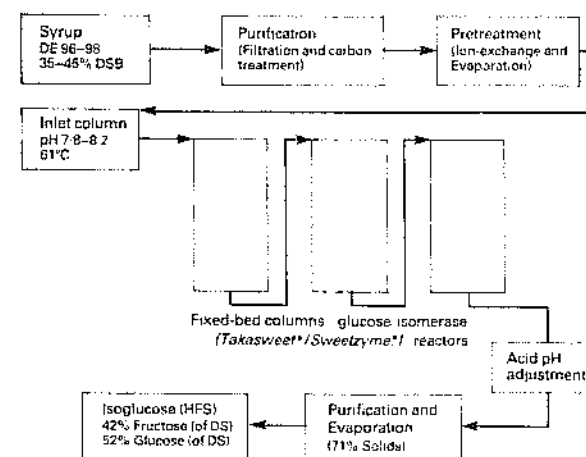 Syrup
DE 96–98
35–45% DSB
Purification
(Filtration and carbon
treatment)
Pretreatment
(Ion-exchange and
Evaporation)
Inlet column
pH 7·8–8·2
61°C
Fixed-bed columns glucose isomerase
(Takasweet*/Sweetzyme*) reactors
Acid pH
adjustment
Isoglucose (HFS)
42% Fructose (of DS)
52% Glucose (of DS)
Purification and
Evaporation
(71% Solids)